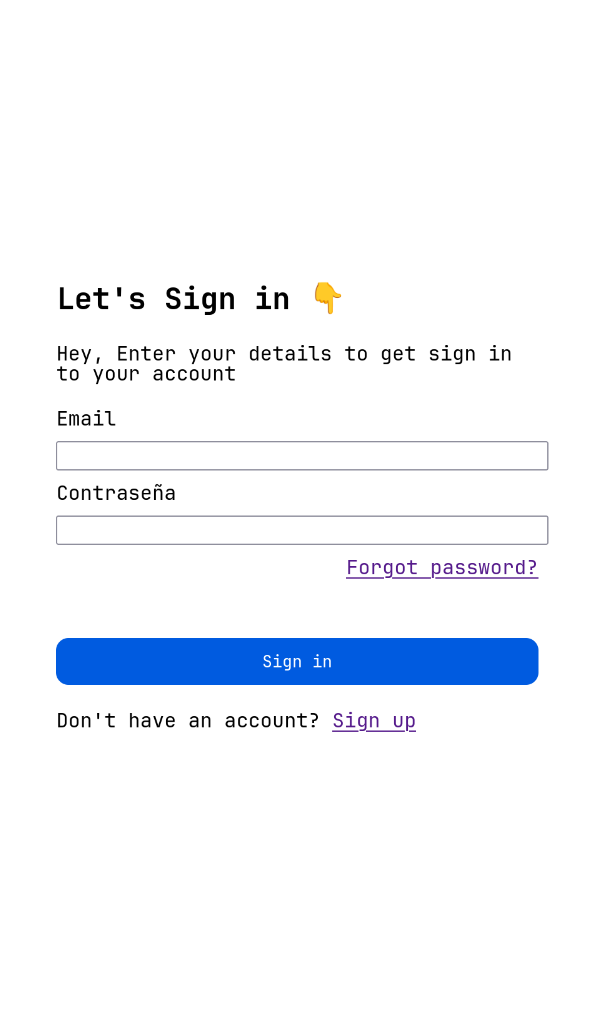 Let's Sign in 👇
Hey, Enter your details to get sign in
to your account
Email
Contraseña
Forgot password?
Sign in
Don't have an account? Sign up